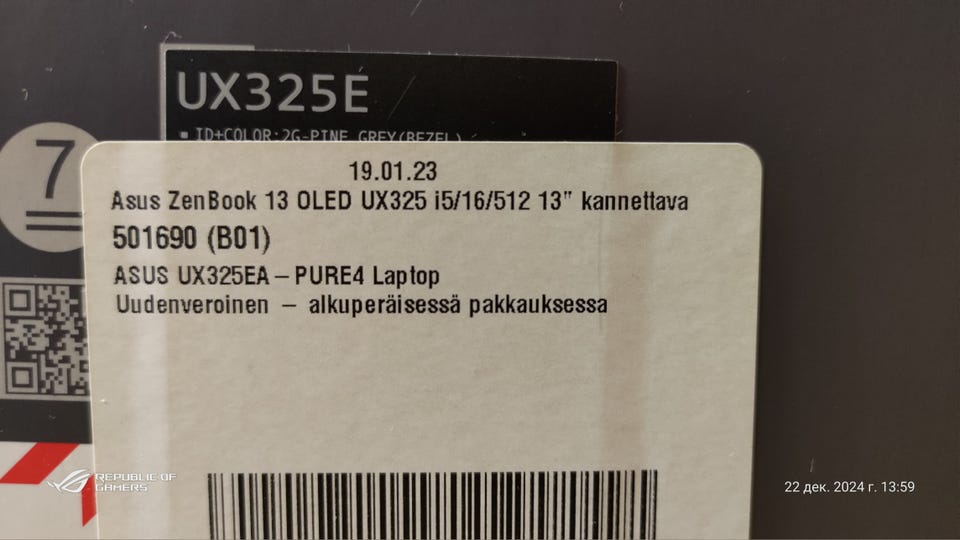 UX325E
ID+COLOR:2G-PINE GREY(BEZEL)
7
19.01.23
Asus ZenBook 13 OLED UX325 i5/16/512 13" kannettava
501690 (B01)
ASUS UX325EA – PURE4 Laptop
Uudenveroinen – alkuperäisessä pakkauksessa
REPUBLIC OF
GAMERS
22 дек. 2024 г. 13:59